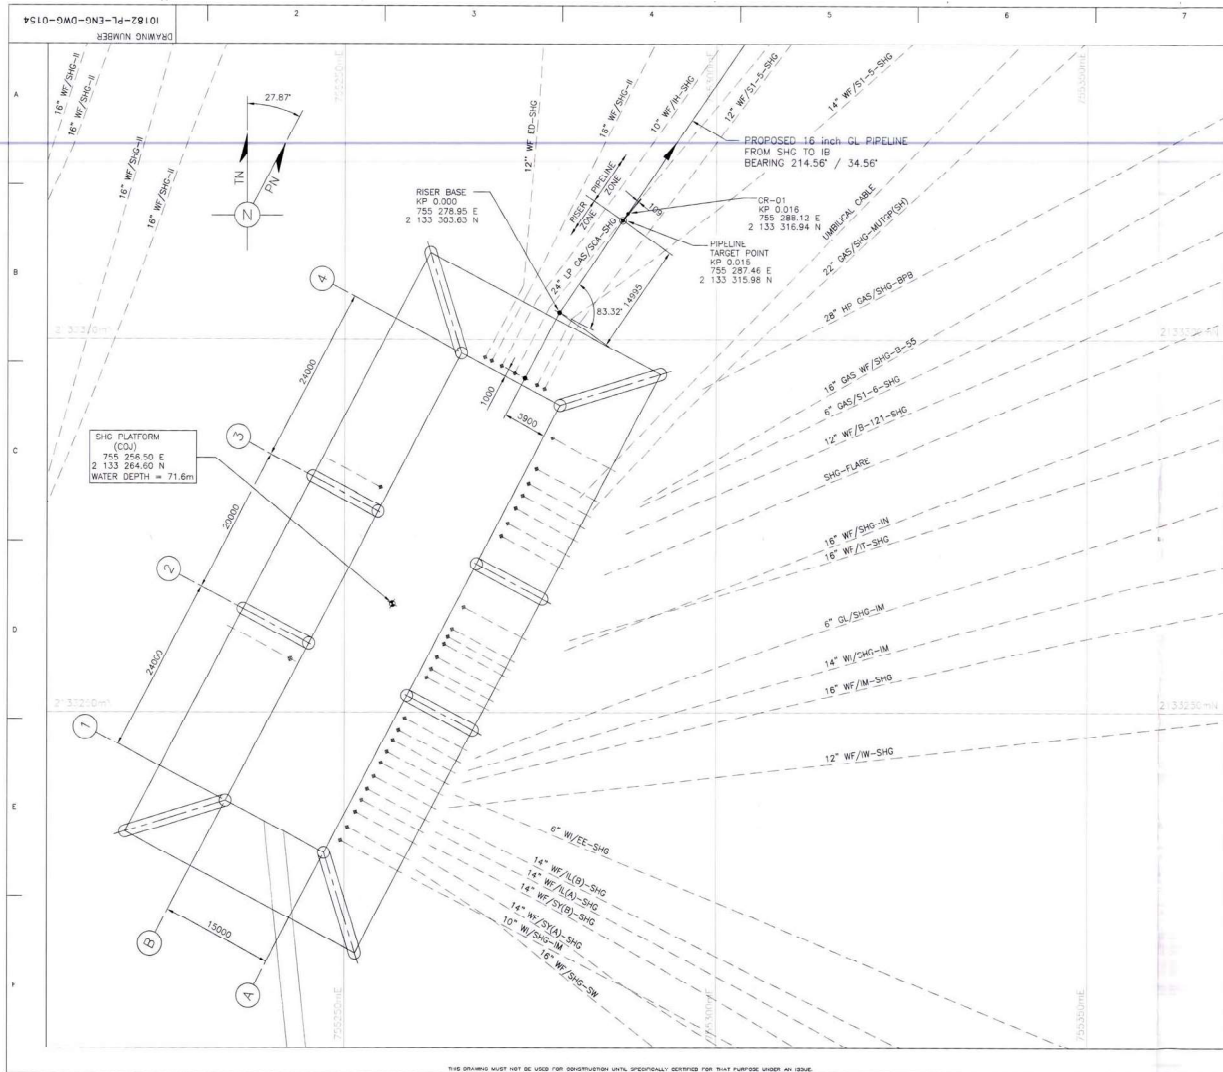 DRAWING NUMBER
10182-PL-ENG-DWG-0154
2
3
4
5
6
7
A
B
C
D
E
F
16" WF/SHG-II
16" WF/SHG-II
16" WF/SHG-II
16" WF/SHG-II
27.87°
TN
PN
N
12" WF ED-SHG
18" WF/SHG-II
10" WF/IH-SHG
12" WF/S1-5-SHG
14" WF/S1-5-SHG
755250mE
755300mE
PROPOSED 16 inch GL PIPELINE
FROM SHG TO IB
BEARING 214.56° / 34.56°
RISER BASE
KP 0.000
755 278.95 E
2 133 303.63 N
RISER
ZONE
PIPELINE
ZONE
109
CR-01
KP 0.016
755 288.12 E
2 133 316.94 N
PIPELINE
TARGET POINT
KP 0.015
755 287.46 E
2 133 315.98 N
24" LP GAS/SCA-SHG
83.32°
14995
UMBILICAL CABLE
22" GAS/SHG-MUTGP(SH)
28" HP GAS/SHG-BPB
16" GAS WF/SHG-B-55
6" GAS/S1-6-SHG
12" WF/B-121-SHG
SHG-FLARE
16" WF/SHG-IN
16" WF/IT-SHG
6" GL/SHG-IM
14" WI/SHG-IM
16" WF/IM-SHG
12" WF/IW-SHG
6" WI/EE-SHG
14" WF/IL(B)-SHG
14" WF/IL(A)-SHG
14" WF/SY(B)-SHG
14" WF/SY(A)-SHG
10" WI/SHG-IM
16" WF/SHG-SW
2133300mN
2133250mN
4
3
2
1
B
A
24000
20000
24000
15000
1000
3900
SHG PLATFORM
(COJ)
755 256.50 E
2 133 264.60 N
WATER DEPTH = 71.6m
755250mE
755300mE
THIS DRAWING MUST NOT BE USED FOR CONSTRUCTION UNTIL SPECIFICALLY CERTIFIED FOR THAT PURPOSE UNDER AN ISSUE.